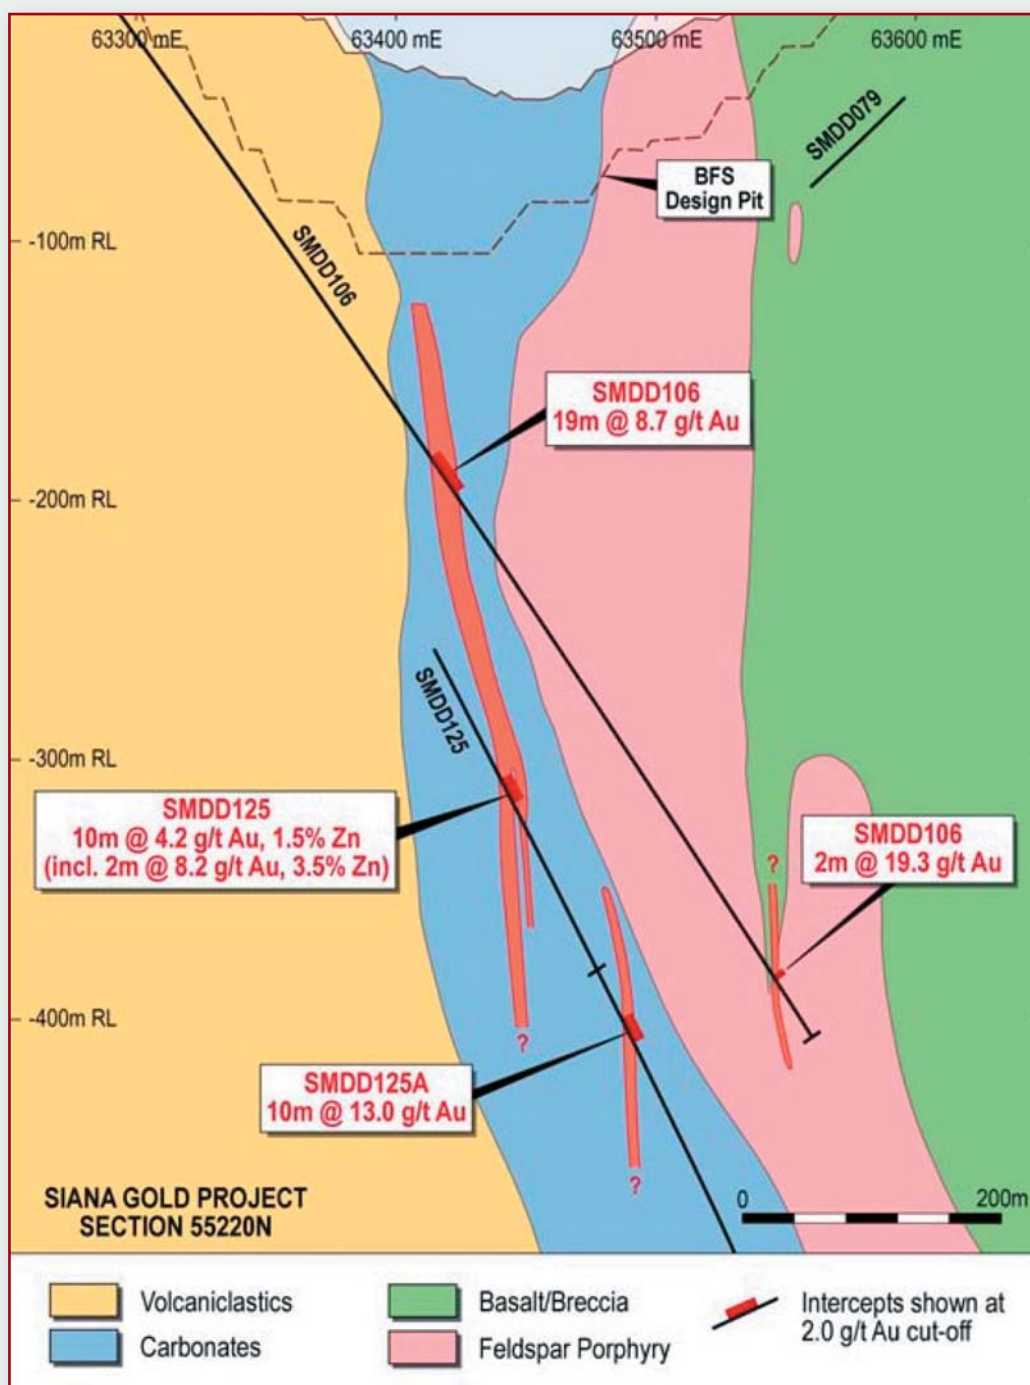 63300 mE
63400 mE
63500 mE
63600 mE
SMDD079
BFS
Design Pit
-100m RL
SMDD106
SMDD106
19m @ 8.7 g/t Au
-200m RL
SMDD125
-300m RL
SMDD125
10m @ 4.2 g/t Au, 1.5% Zn
(incl. 2m @ 8.2 g/t Au, 3.5% Zn)
SMDD106
2m @ 19.3 g/t Au
?
-400m RL
?
SMDD125A
10m @ 13.0 g/t Au
?
SIANA GOLD PROJECT
SECTION 55220N
0
200m
Volcaniclastics
Carbonates
Basalt/Breccia
Feldspar Porphyry
Intercepts shown at
2.0 g/t Au cut-off